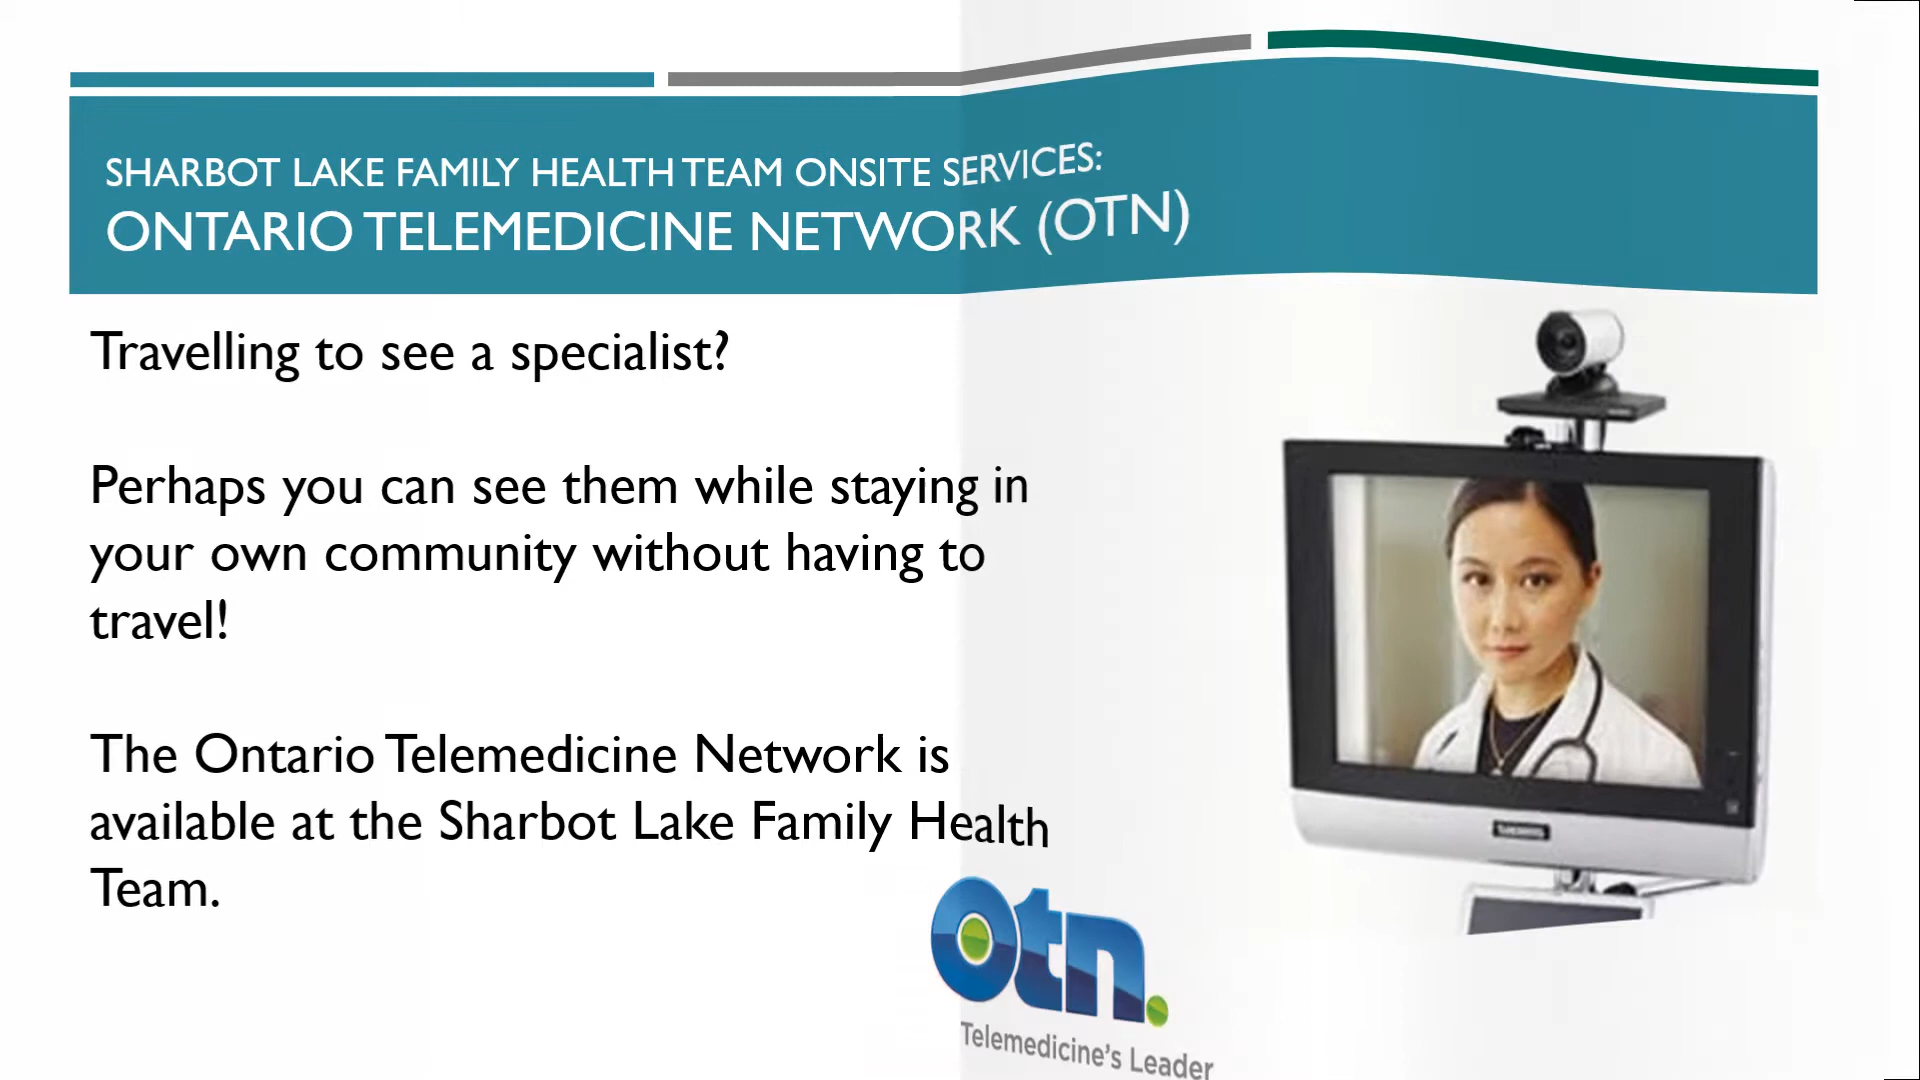 SHARBOT LAKE FAMILY HEALTH TEAM ONSITE SERVICES:
ONTARIO TELEMEDICINE NETWORK (OTN)
Travelling to see a specialist?
Perhaps you can see them while staying in
your own community without having to
travel!
The Ontario Telemedicine Network is
available at the Sharbot Lake Family Health
Team.
otn.
Telemedicine's Leader